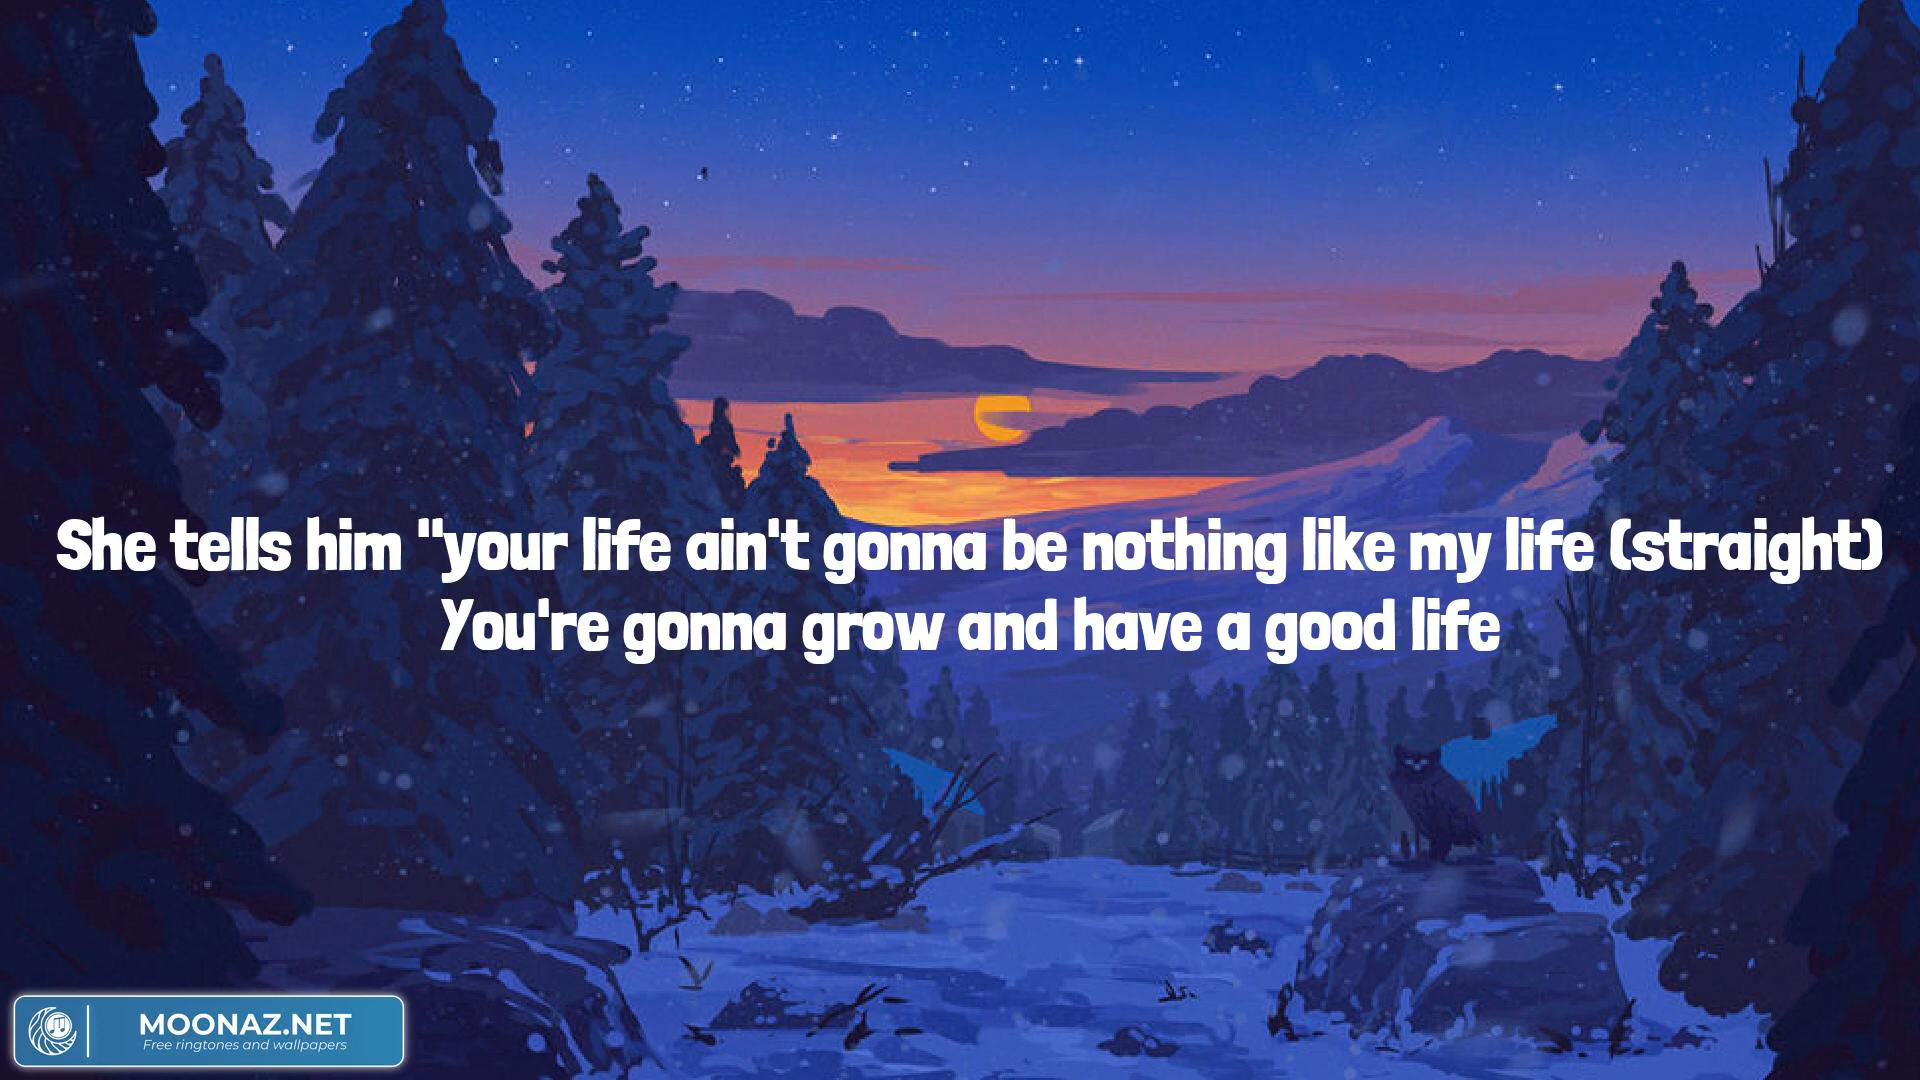 She tells him "your life ain't gonna be nothing like my life (straight)
You're gonna grow and have a good life
MOONAZ.NET
Free ringtones and wallpapers